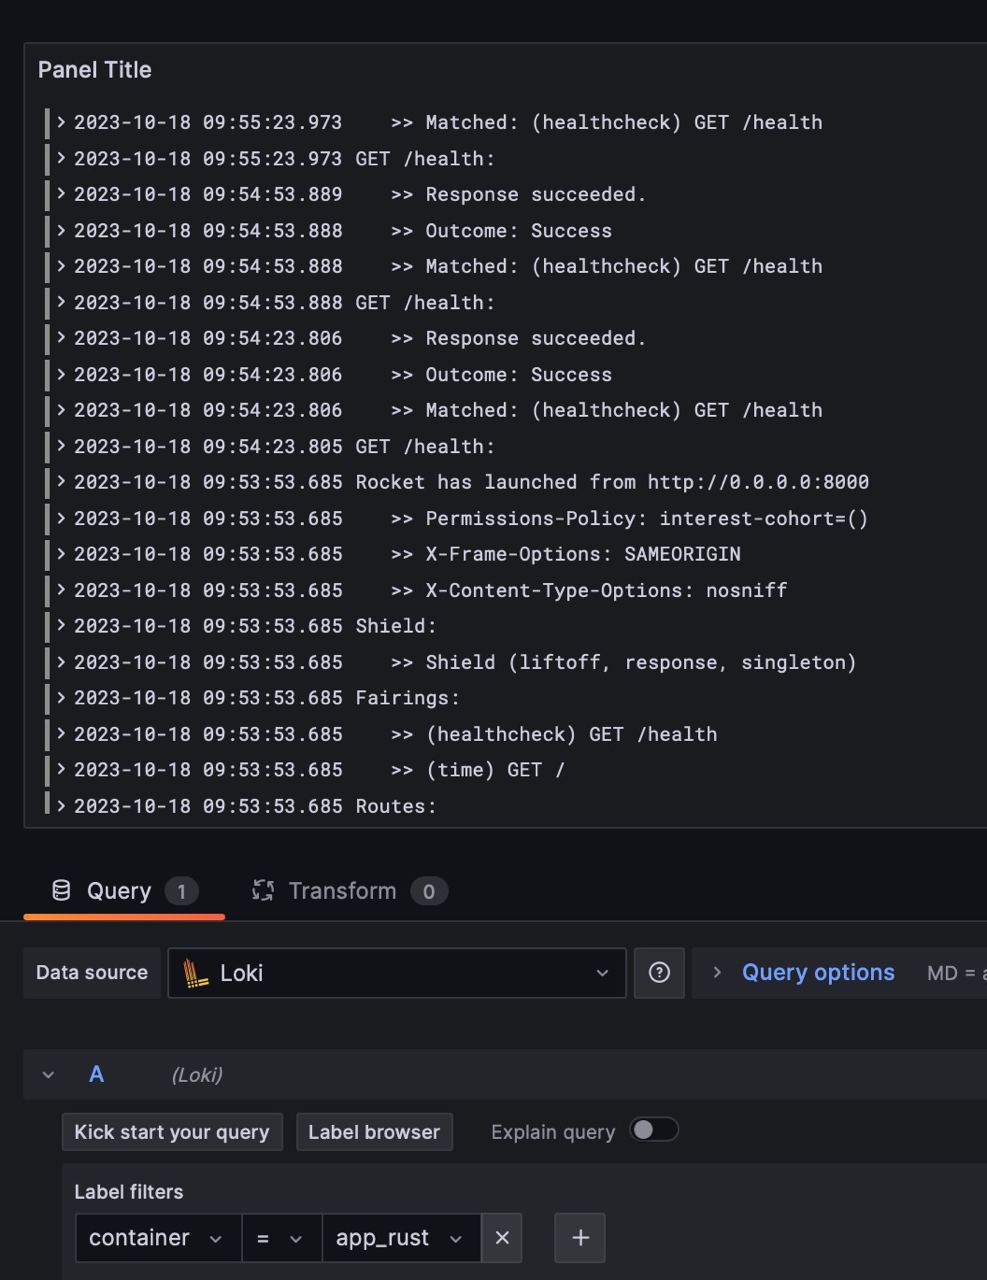 Panel Title
2023-10-18 09:55:23.973 >> Matched: (healthcheck) GET /health
2023-10-18 09:55:23.973 GET /health:
2023-10-18 09:54:53.889 >> Response succeeded.
2023-10-18 09:54:53.888 >> Outcome: Success
2023-10-18 09:54:53.888 >> Matched: (healthcheck) GET /health
2023-10-18 09:54:53.888 GET /health:
2023-10-18 09:54:23.806 >> Response succeeded.
2023-10-18 09:54:23.806 >> Outcome: Success
2023-10-18 09:54:23.806 >> Matched: (healthcheck) GET /health
2023-10-18 09:54:23.805 GET /health:
2023-10-18 09:53:53.685 Rocket has launched from http://0.0.0.0:8000
2023-10-18 09:53:53.685 >> Permissions-Policy: interest-cohort=()
2023-10-18 09:53:53.685 >> X-Frame-Options: SAMEORIGIN
2023-10-18 09:53:53.685 >> X-Content-Type-Options: nosniff
2023-10-18 09:53:53.685 Shield:
2023-10-18 09:53:53.685 >> Shield (liftoff, response, singleton)
2023-10-18 09:53:53.685 Fairings:
2023-10-18 09:53:53.685 >> (healthcheck) GET /health
2023-10-18 09:53:53.685 >> (time) GET /
2023-10-18 09:53:53.685 Routes:
Query 1 Transform 0
Data source Loki Query options MD =
A (Loki)
Kick start your query Label browser Explain query
Label filters
container = app_rust